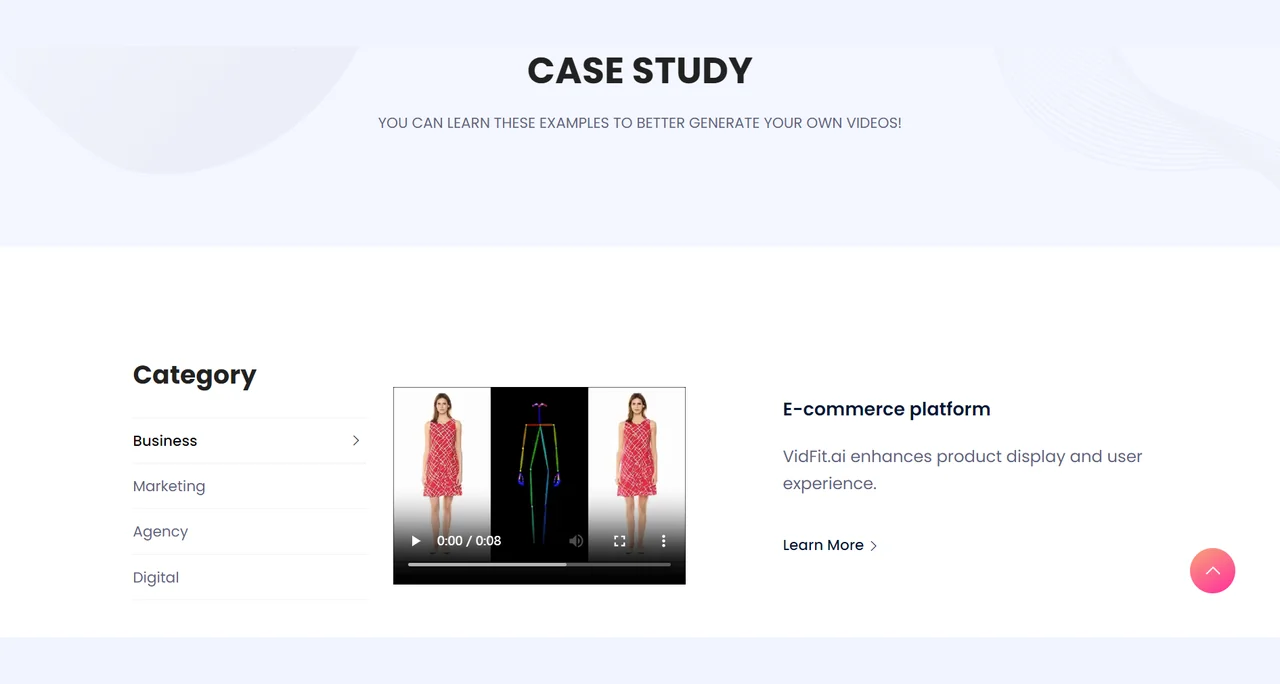 CASE STUDY
YOU CAN LEARN THESE EXAMPLES TO BETTER GENERATE YOUR OWN VIDEOS!
Category
Business
Marketing
Agency
Digital
0:00 / 0:08
E-commerce platform
VidFit.ai enhances product display and user
experience.
Learn More